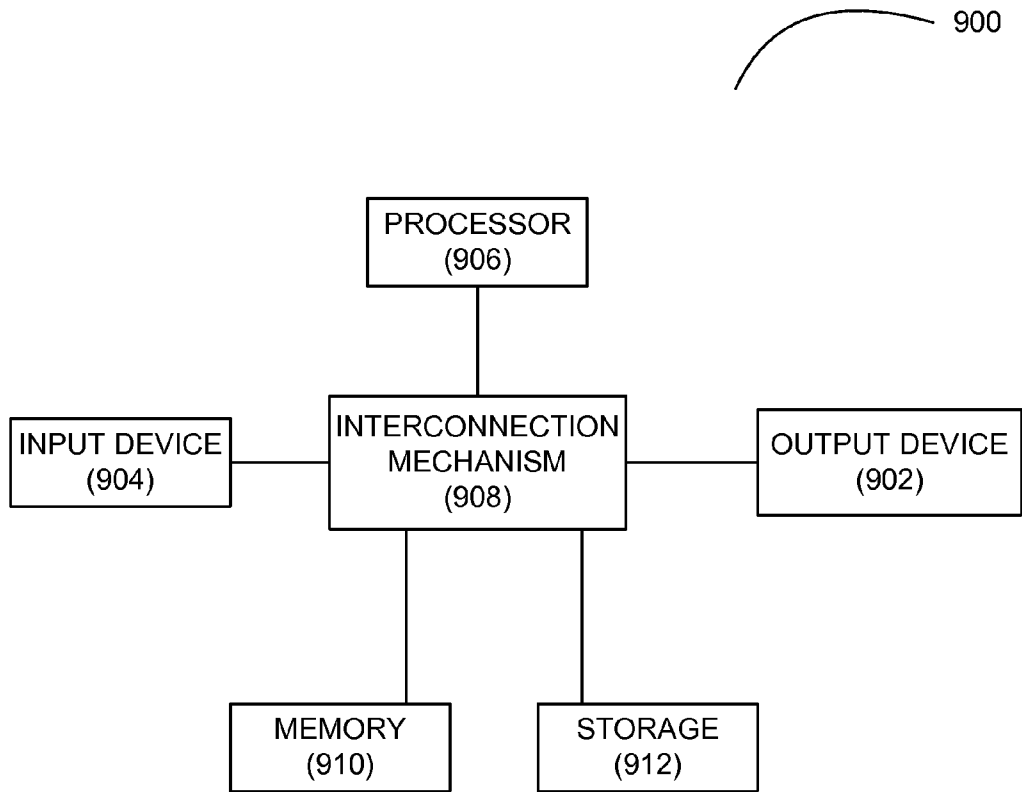 900
PROCESSOR
(906)
INPUT DEVICE
(904)
INTERCONNECTION
MECHANISM
(908)
OUTPUT DEVICE
(902)
MEMORY
(910)
STORAGE
(912)